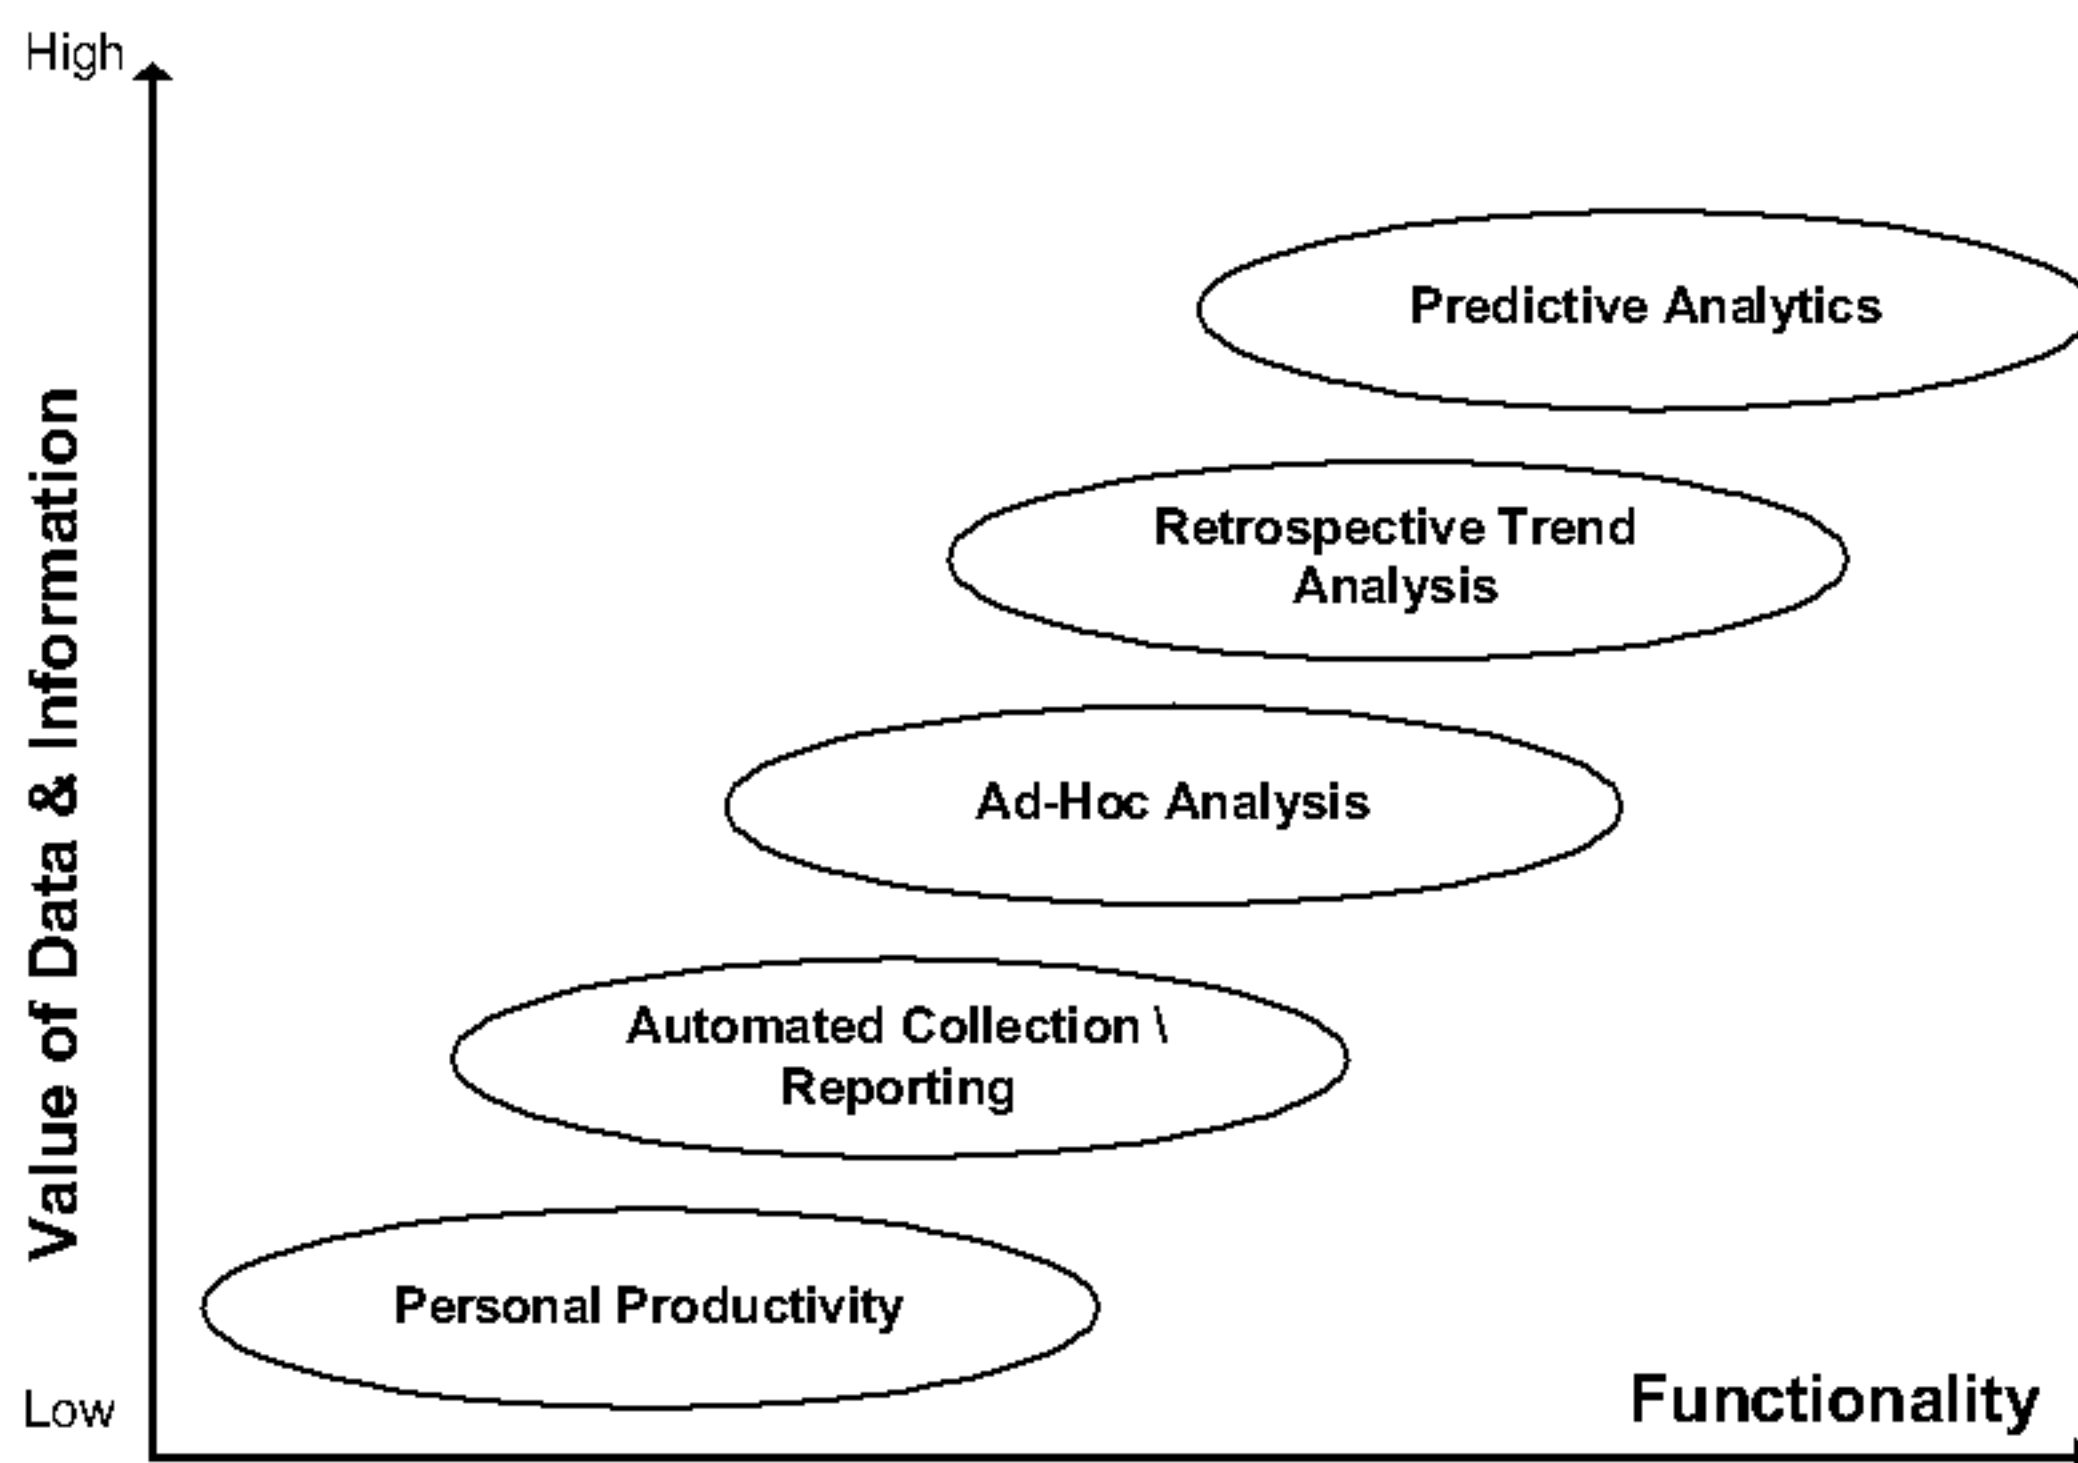 High
Predictive Analytics
Retrospective Trend
Analysis
Ad-Hoc Analysis
Automated Collection \
Reporting
Personal Productivity
Value of Data & Information
Low
Functionality